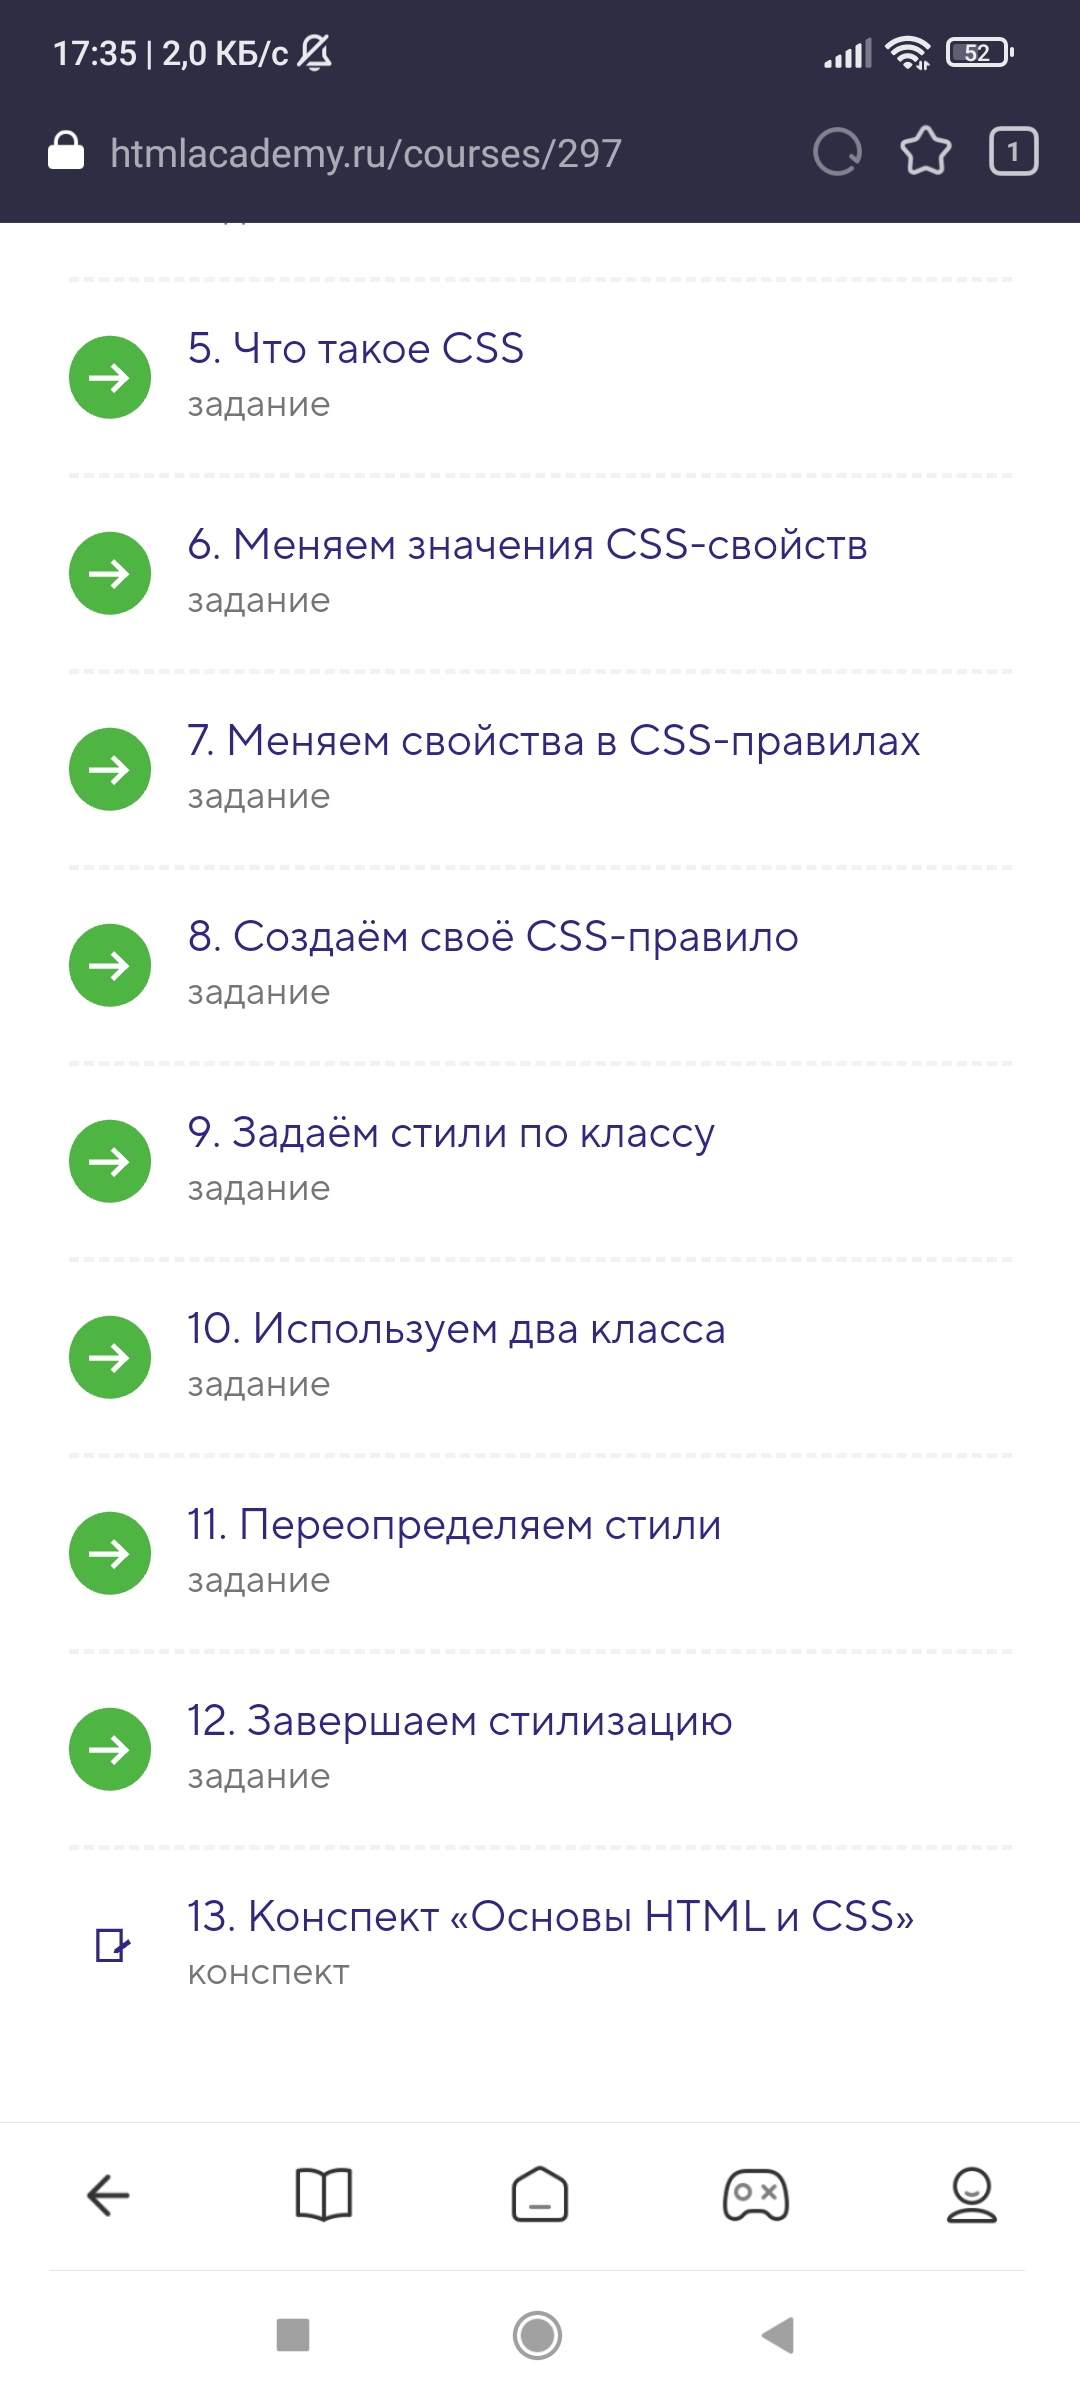 17:35 | 2,0 КБ/с
52
htmlacademy.ru/courses/297
1
5. Что такое CSS
задание
6. Меняем значения CSS-свойств
задание
7. Меняем свойства в CSS-правилах
задание
8. Создаём своё CSS-правило
задание
9. Задаём стили по классу
задание
10. Используем два класса
задание
11. Переопределяем стили
задание
12. Завершаем стилизацию
задание
13. Конспект «Основы HTML и CSS»
конспект